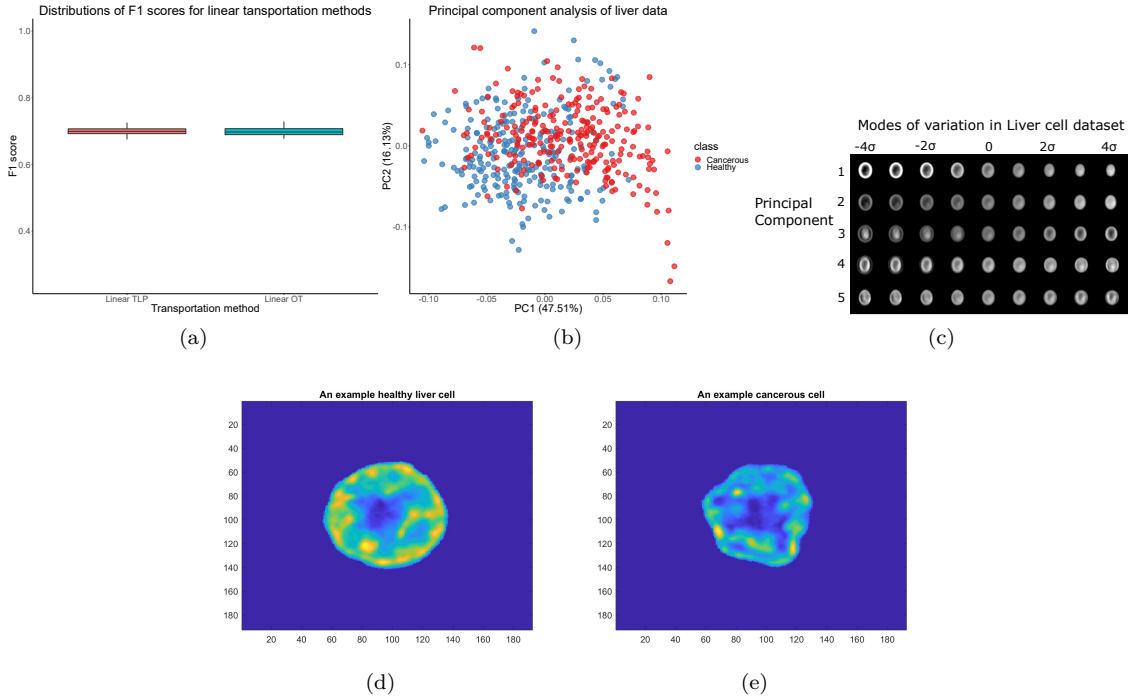 Distributions of F1 scores for linear tansportation methods
1.0
0.8
0.6
0.4
F1 score
Linear TLP
Linear OT
Transportation method
(a)
Principal component analysis of liver data
0.1
0.0
-0.1
PC2 (16.13%)
-0.10
-0.05
0.00
0.05
0.10
PC1 (47.51%)
class
Cancerous
Healthy
(b)
Modes of variation in Liver cell dataset
-4σ -2σ 0 2σ 4σ
1
2
3
4
5
Principal
Component
(c)
An example healthy liver cell
20
40
60
80
100
120
140
160
180
20 40 60 80 100 120 140 160 180
(d)
An example cancerous cell
20
40
60
80
100
120
140
160
180
20 40 60 80 100 120 140 160 180
(e)